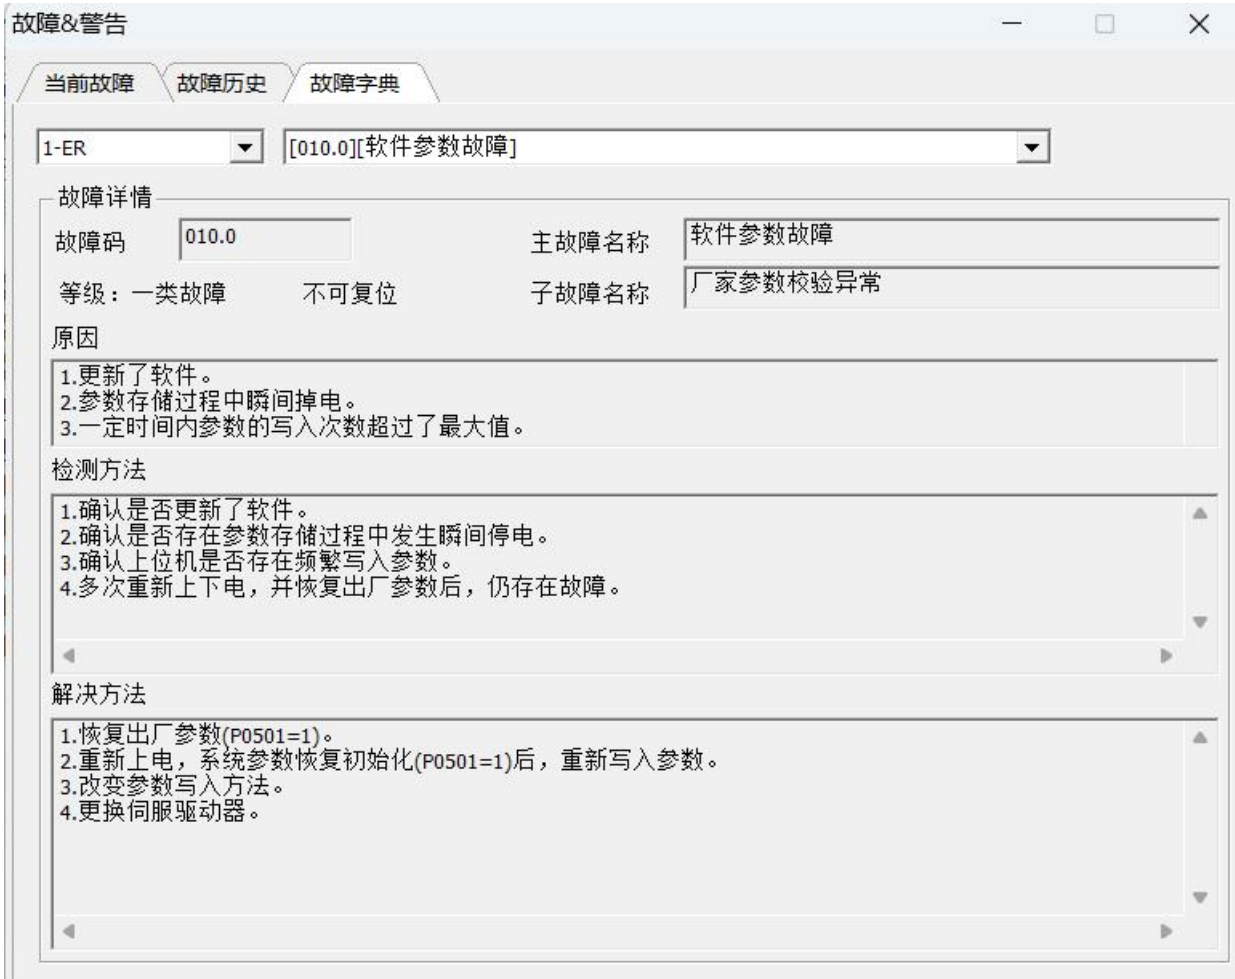 故障&警告
当前故障 故障历史 故障字典
1-ER [010.0][软件参数故障]
故障详情
故障码 010.0 主故障名称 软件参数故障
等级：一类故障 不可复位 子故障名称 厂家参数校验异常
原因
1.更新了软件。
2.参数存储过程中瞬间掉电。
3.一定时间内参数的写入次数超过了最大值。
检测方法
1.确认是否更新了软件。
2.确认是否存在参数存储过程中发生瞬间停电。
3.确认上位机是否存在频繁写入参数。
4.多次重新上下电，并恢复出厂参数后，仍存在故障。
解决方法
1.恢复出厂参数(P0501=1)。
2.重新上电，系统参数恢复初始化(P0501=1)后，重新写入参数。
3.改变参数写入方法。
4.更换伺服驱动器。